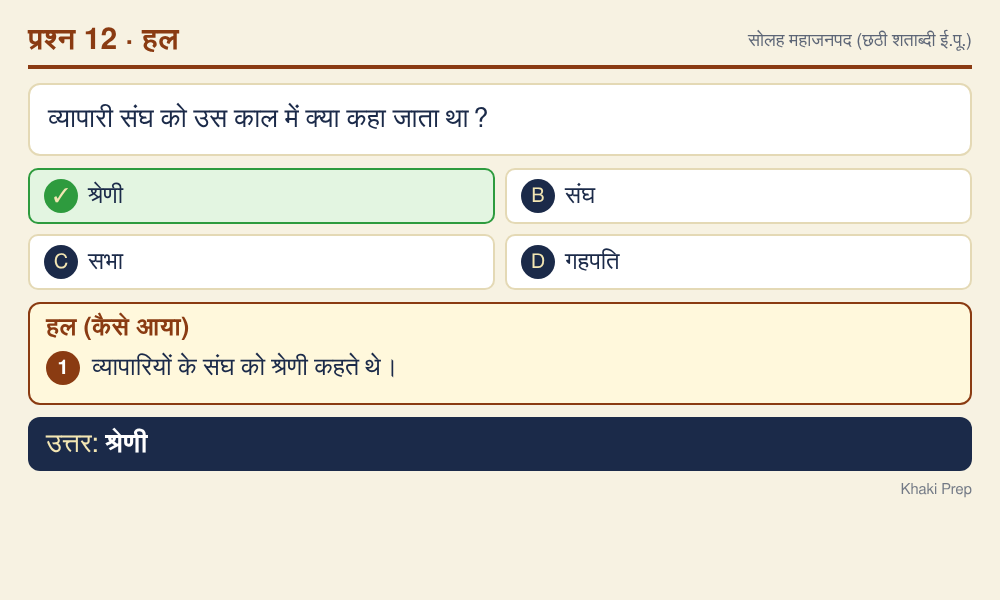 प्रश्न 12 · हल
सोलह महाजनपद (छठी शताब्दी ई.पू.)
व्यापारी संघ को उस काल में क्या कहा जाता था ?
✓ श्रेणी
B संघ
C सभा
D गहपति
हल (कैसे आया)
1 व्यापारियों के संघ को श्रेणी कहते थे।
उत्तर: श्रेणी
Khaki Prep